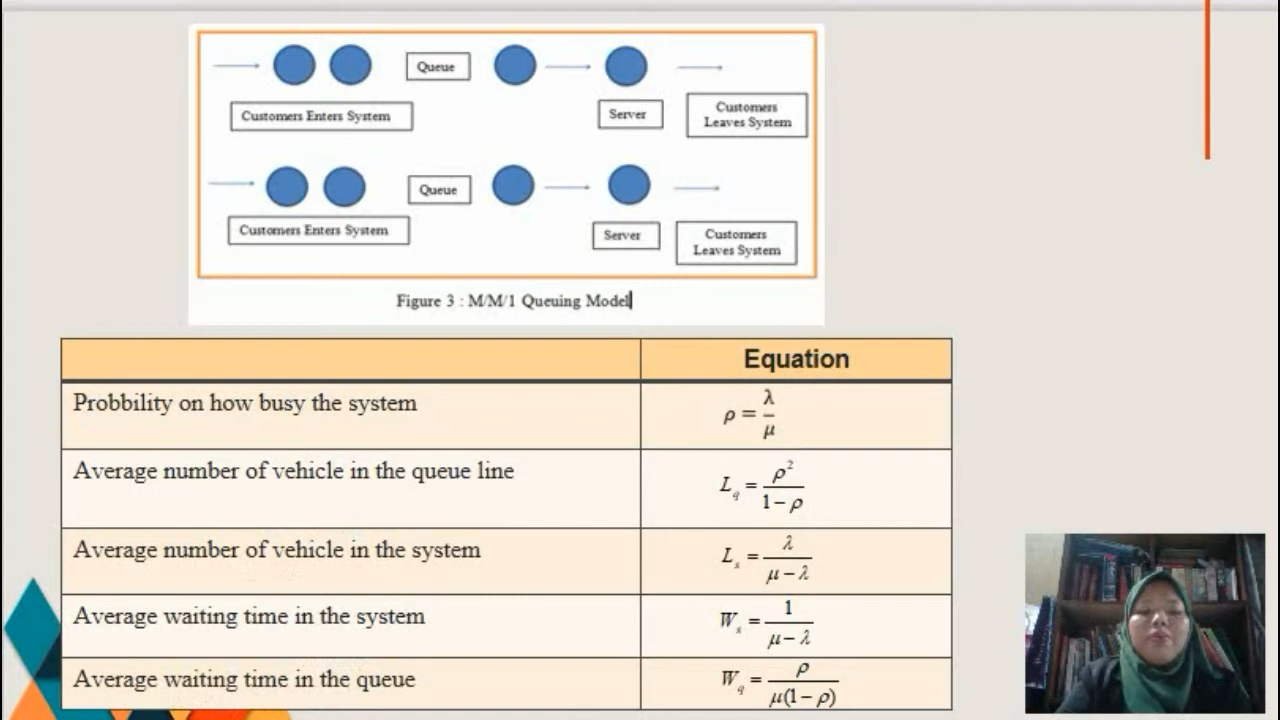 Queue
Customers Enters System
Server
Customers
Leaves System
Queue
Customers Enters System
Server
Customers
Leaves System
Figure 3 : M/M/1 Queuing Model
Equation
Probbility on how busy the system
ρ = λ/μ
Average number of vehicle in the queue line
L_q = ρ²/(1 − ρ)
Average number of vehicle in the system
L_s = λ/(μ − λ)
Average waiting time in the system
W_s = 1/(μ − λ)
Average waiting time in the queue
W_q = ρ/(μ(1 − ρ))